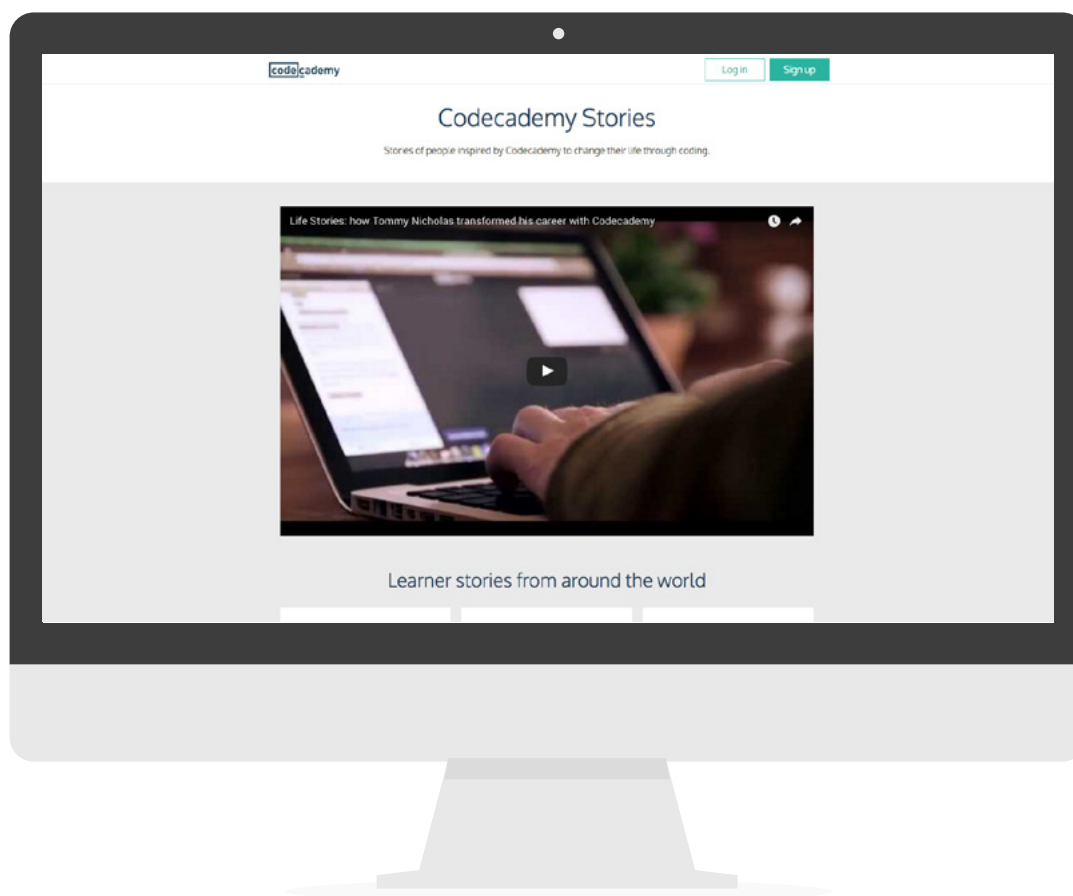 codecademy
Log in
Sign up
Codecademy Stories
Stories of people inspired by Codecademy to change their life through coding.
Life Stories: how Tommy Nicholas transformed his career with Codecademy
Learner stories from around the world